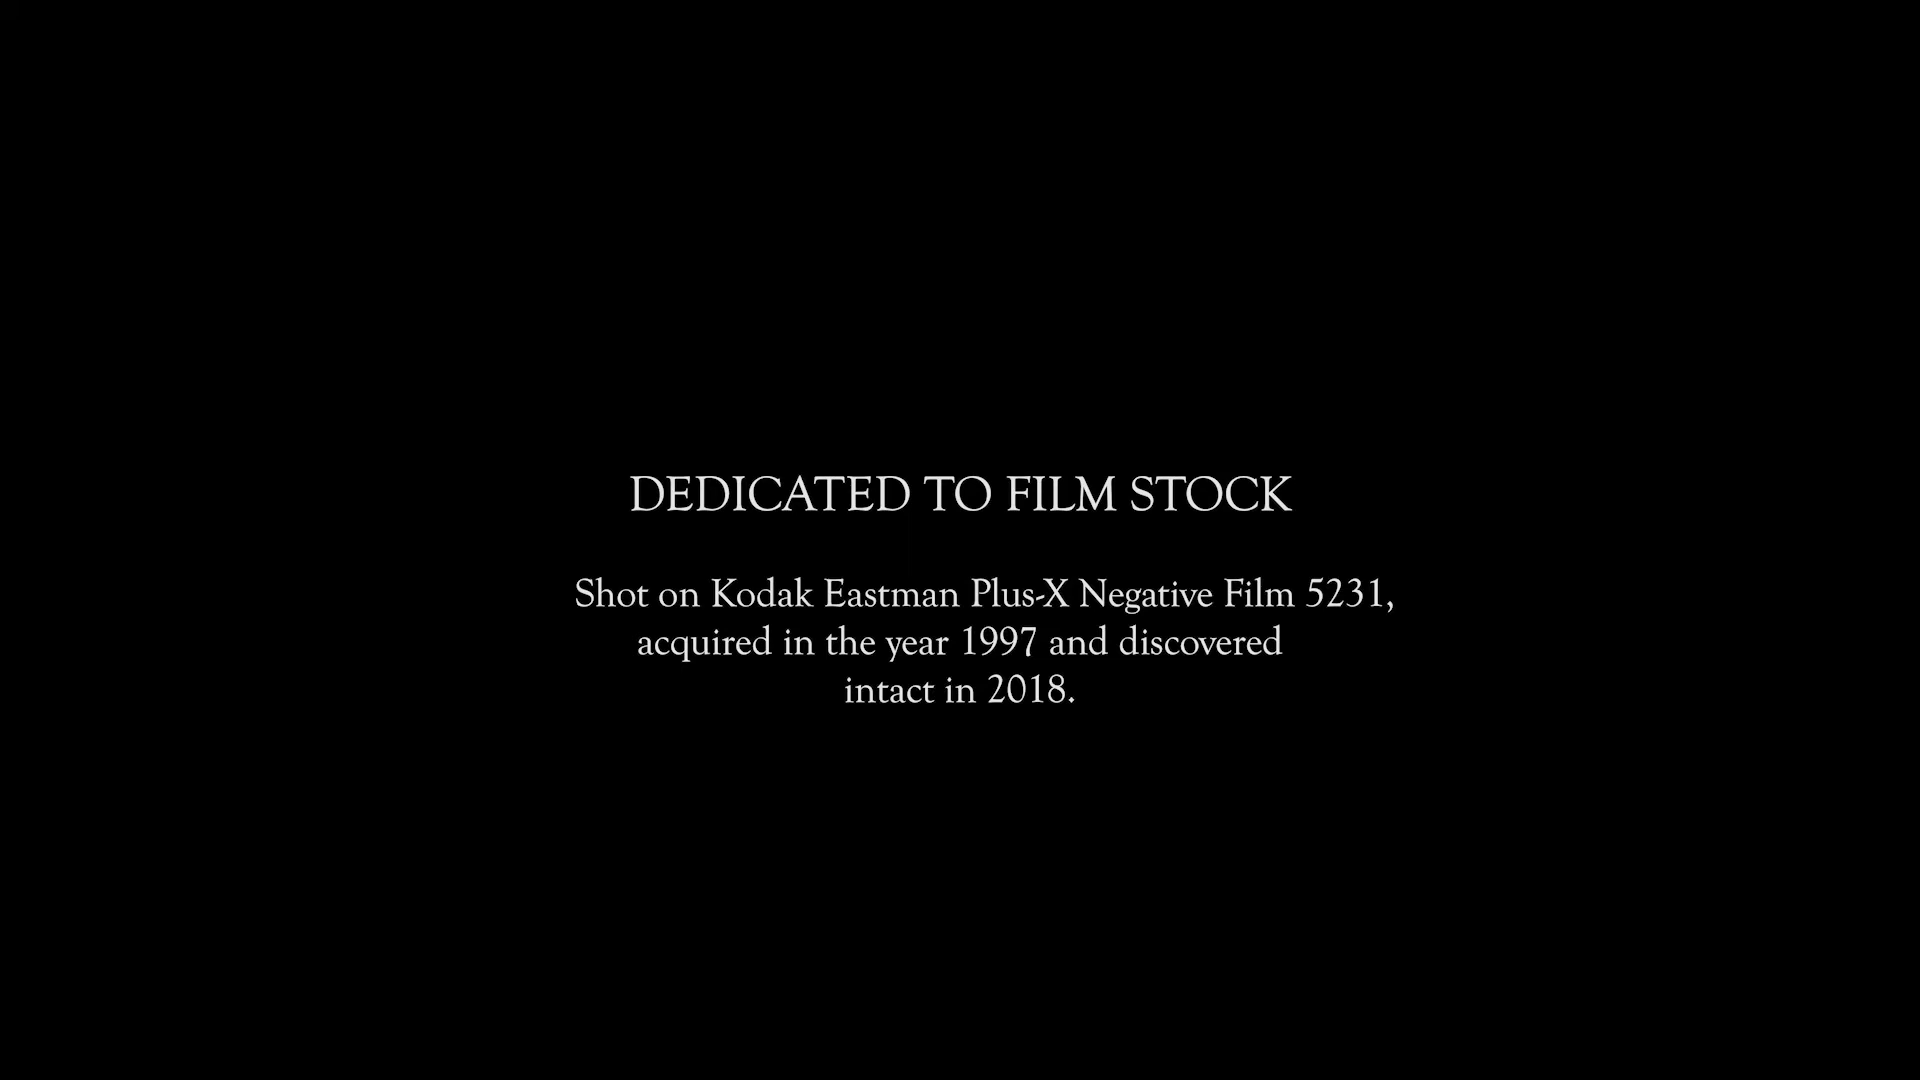 DEDICATED TO FILM STOCK
Shot on Kodak Eastman Plus-X Negative Film 5231,
acquired in the year 1997 and discovered
intact in 2018.